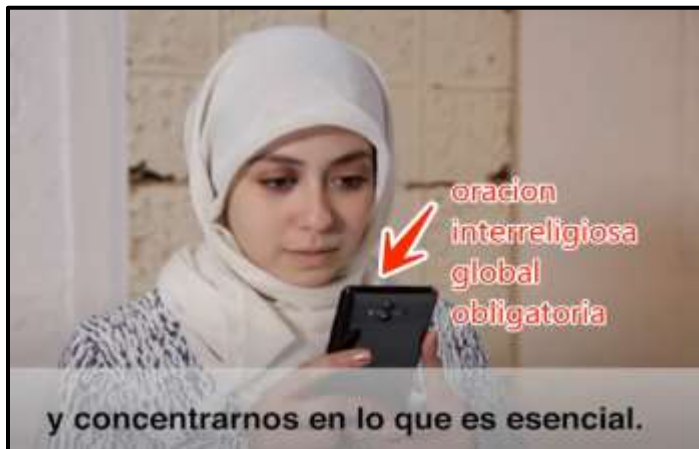 oracion
interreligiosa
global
obligatoria
y concentrarnos en lo que es esencial.